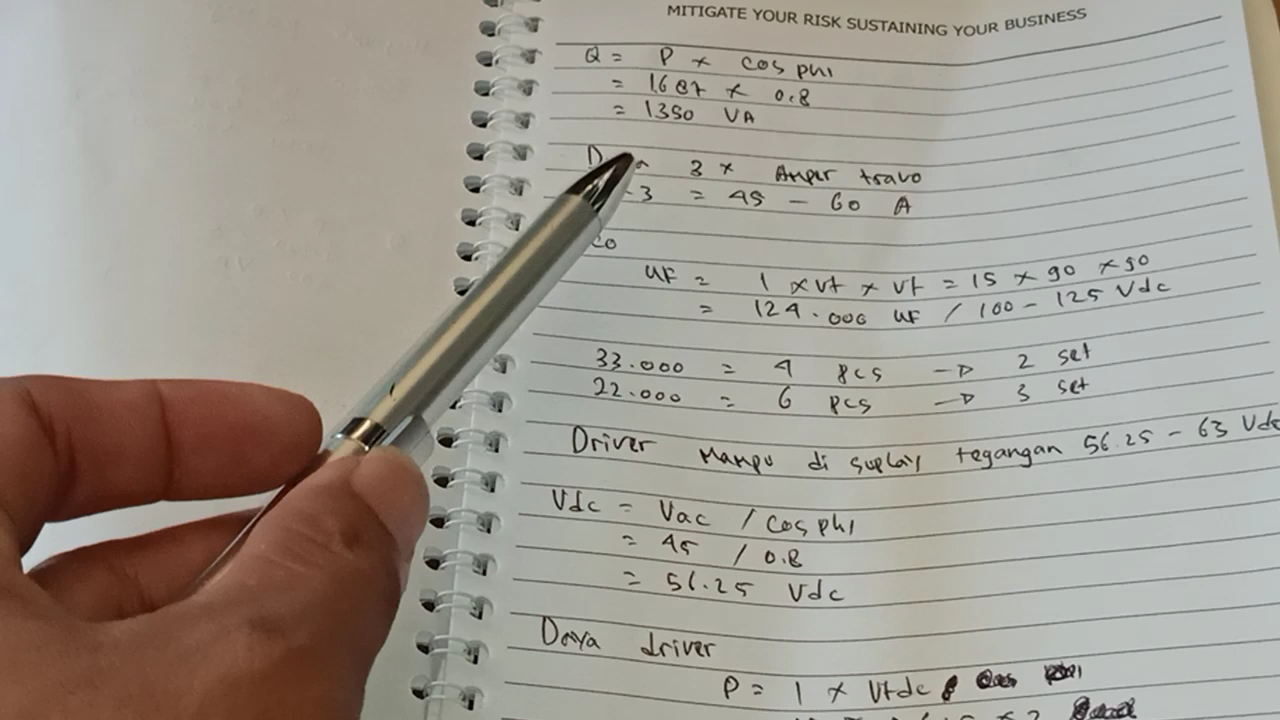 MITIGATE YOUR RISK SUSTAINING YOUR BUSINESS
Q = P x cos phi
= 1687 x 0.8
= 1350 VA
3 x Amper travo
3 = 45 - 60 A
co
UF = 1 x vt x vt = 15 x 90 x 90
= 124.000 UF / 100 - 125 Vdc
33.000 = 4 pcs -> 2 set
22.000 = 6 pcs -> 3 set
Driver Mampu di suplaiy tegangan 56.25 - 63 Vdc
Vdc = Vac / cos phi
= 45 / 0.8
= 56.25 Vdc
Daya driver
P = 1 x Vtdc